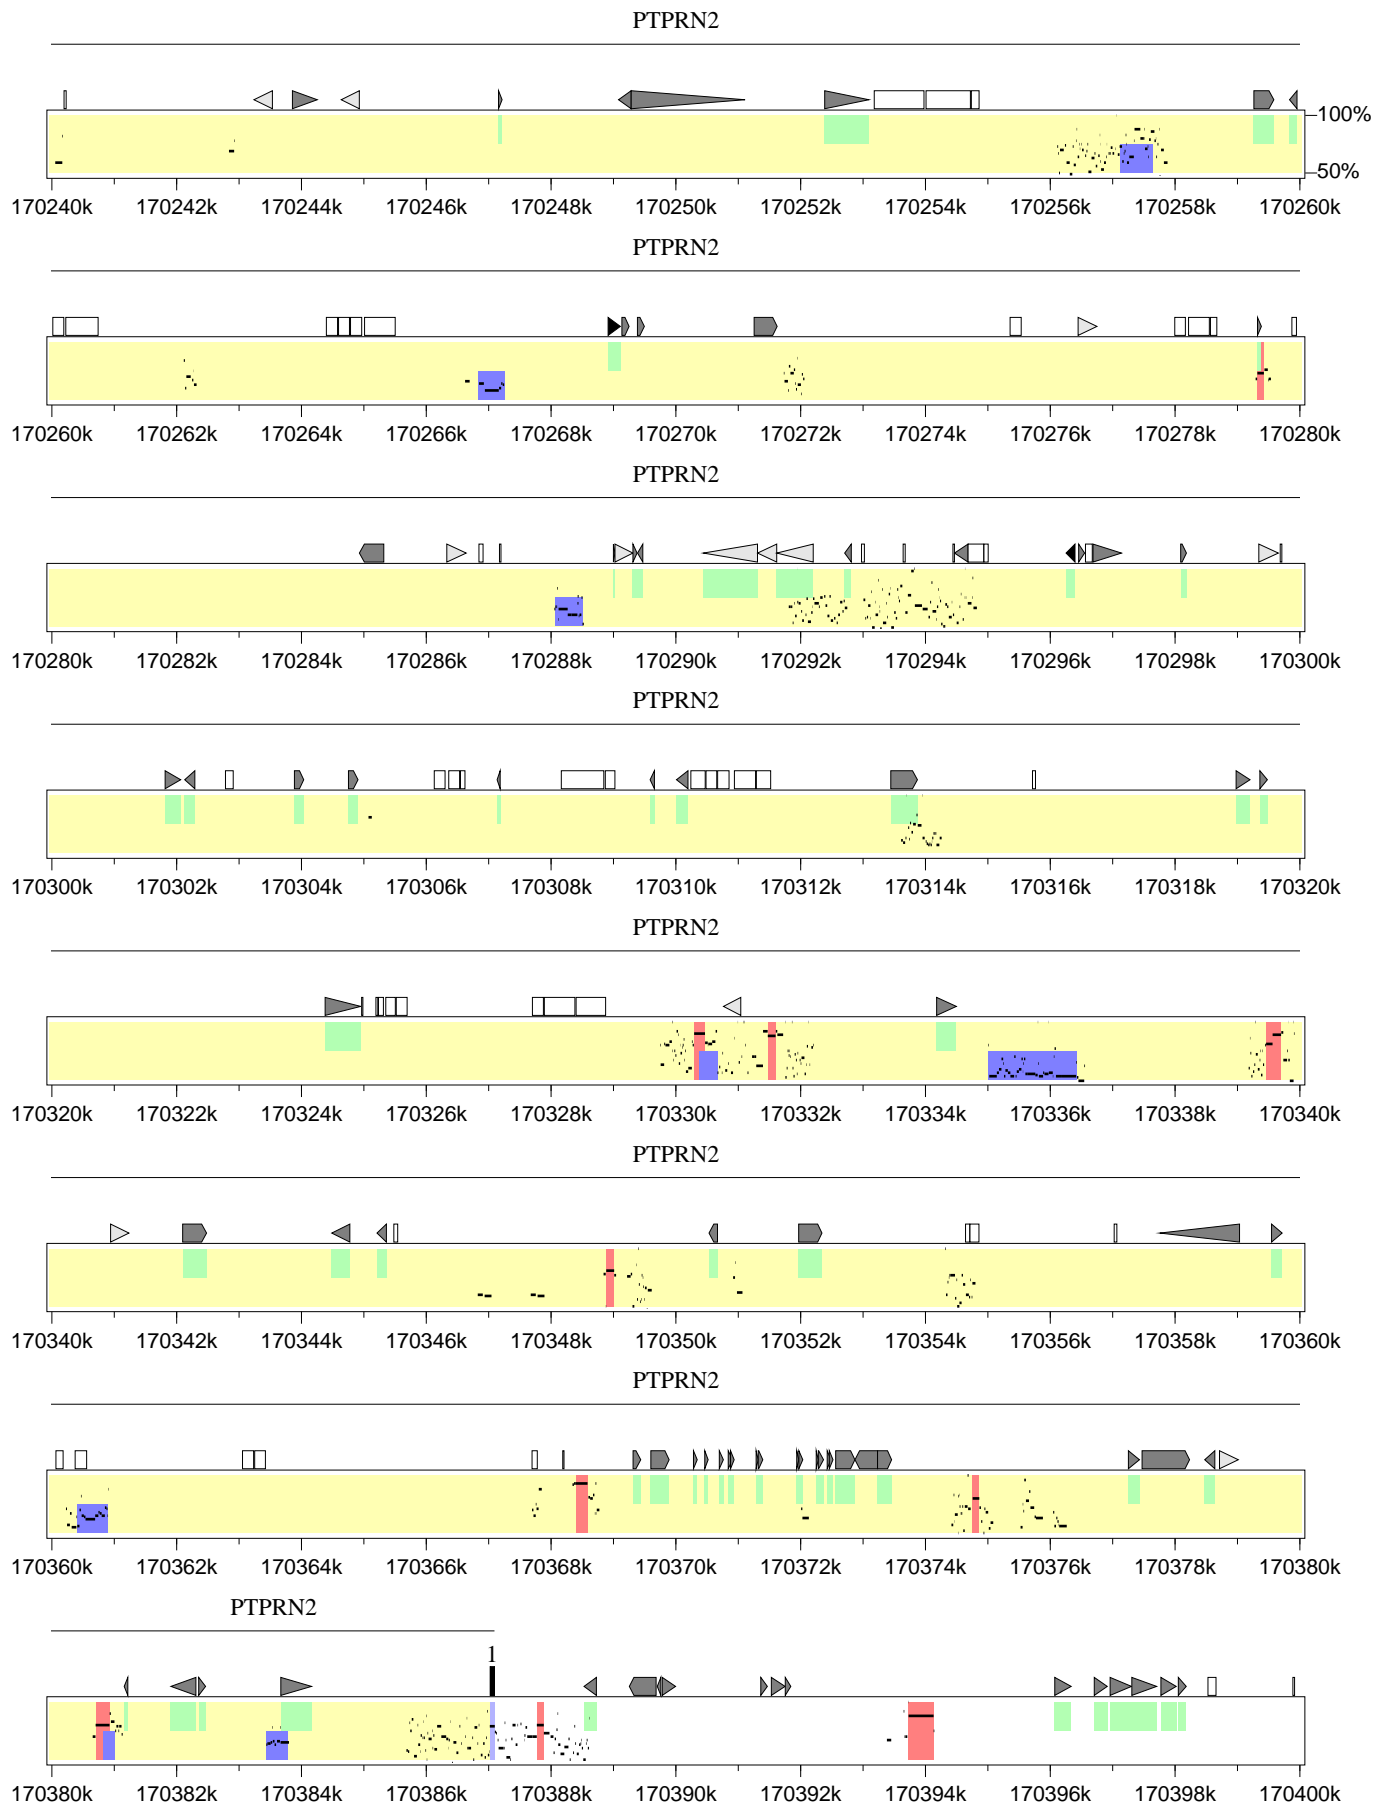 PTPRN2
100%
50%
170240k 170242k 170244k 170246k 170248k 170250k 170252k 170254k 170256k 170258k 170260k
PTPRN2
170260k 170262k 170264k 170266k 170268k 170270k 170272k 170274k 170276k 170278k 170280k
PTPRN2
170280k 170282k 170284k 170286k 170288k 170290k 170292k 170294k 170296k 170298k 170300k
PTPRN2
170300k 170302k 170304k 170306k 170308k 170310k 170312k 170314k 170316k 170318k 170320k
PTPRN2
170320k 170322k 170324k 170326k 170328k 170330k 170332k 170334k 170336k 170338k 170340k
PTPRN2
170340k 170342k 170344k 170346k 170348k 170350k 170352k 170354k 170356k 170358k 170360k
PTPRN2
170360k 170362k 170364k 170366k 170368k 170370k 170372k 170374k 170376k 170378k 170380k
PTPRN2
1
170380k 170382k 170384k 170386k 170388k 170390k 170392k 170394k 170396k 170398k 170400k